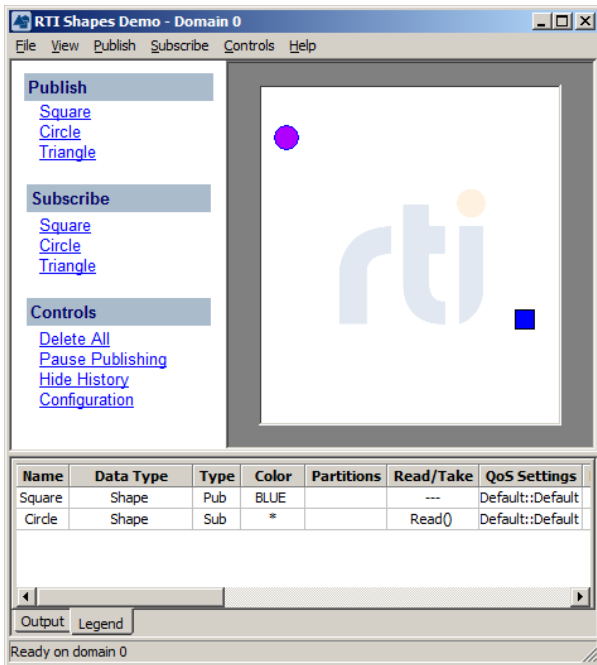 RTI Shapes Demo - Domain 0
File View Publish Subscribe Controls Help
Publish
Square
Circle
Triangle
Subscribe
Square
Circle
Triangle
Controls
Delete All
Pause Publishing
Hide History
Configuration
rti
Name Data Type Type Color Partitions Read/Take QoS Settings
Square Shape Pub BLUE --- Default::Default
Circle Shape Sub * Read() Default::Default
Output Legend
Ready on domain 0